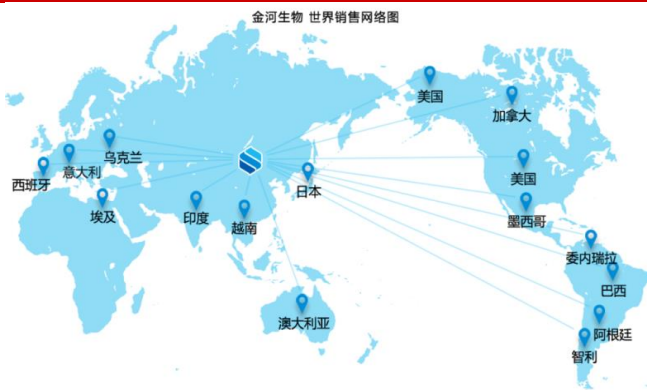 金河生物 世界销售网络图
美国
加拿大
乌克兰
意大利
西班牙
美国
日本
埃及
印度
越南
墨西哥
委内瑞拉
巴西
澳大利亚
阿根廷
智利